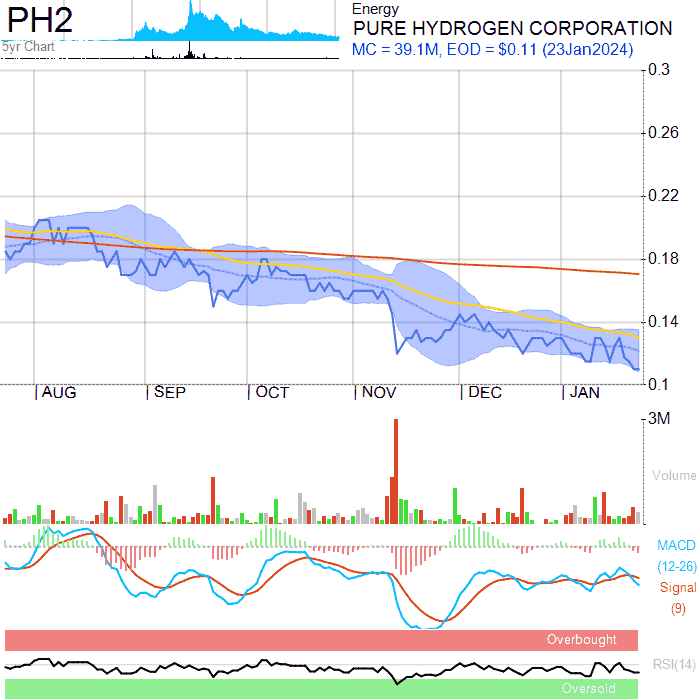 PH2
5yr Chart
Energy
PURE HYDROGEN CORPORATION
MC = 39.1M, EOD = $0.11 (23Jan2024)
0.3
0.26
0.22
0.18
0.14
0.1
AUG SEP OCT NOV DEC JAN
3M
Volume
MACD
(12-26)
Signal
(9)
Overbought
RSI(14)
Oversold